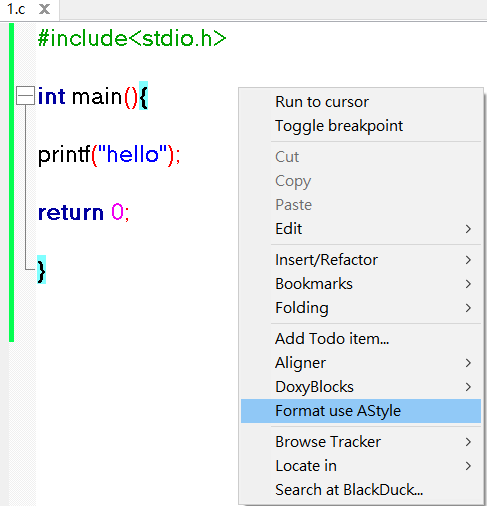 1.c
#include<stdio.h>
int main(){
printf("hello");
return 0;
}
Run to cursor
Toggle breakpoint
Cut
Copy
Paste
Edit
Insert/Refactor
Bookmarks
Folding
Add Todo item...
Aligner
DoxyBlocks
Format use AStyle
Browse Tracker
Locate in
Search at BlackDuck...